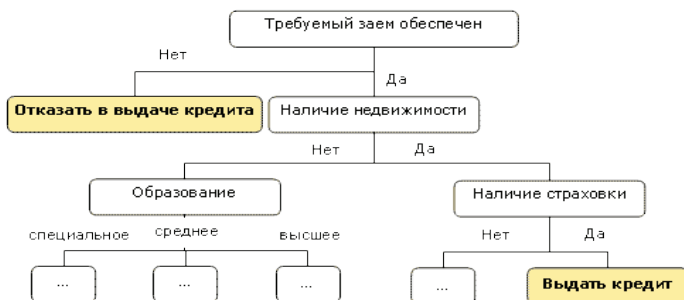 Требуемый заем обеспечен
Нет
Да
Отказать в выдаче кредита
Наличие недвижимости
Нет
Да
Образование
Наличие страховки
специальное
среднее
высшее
Нет
Да
...
...
...
...
Выдать кредит